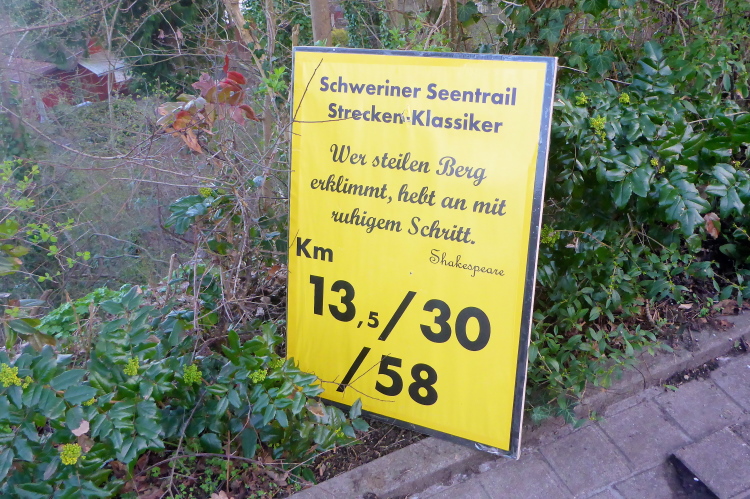 Schweriner Seentrail
Strecken-Klassiker
Wer steilen Berg
erklimmt, hebt an mit
ruhigem Schritt.
Shakespeare
Km
13,5/30
/58